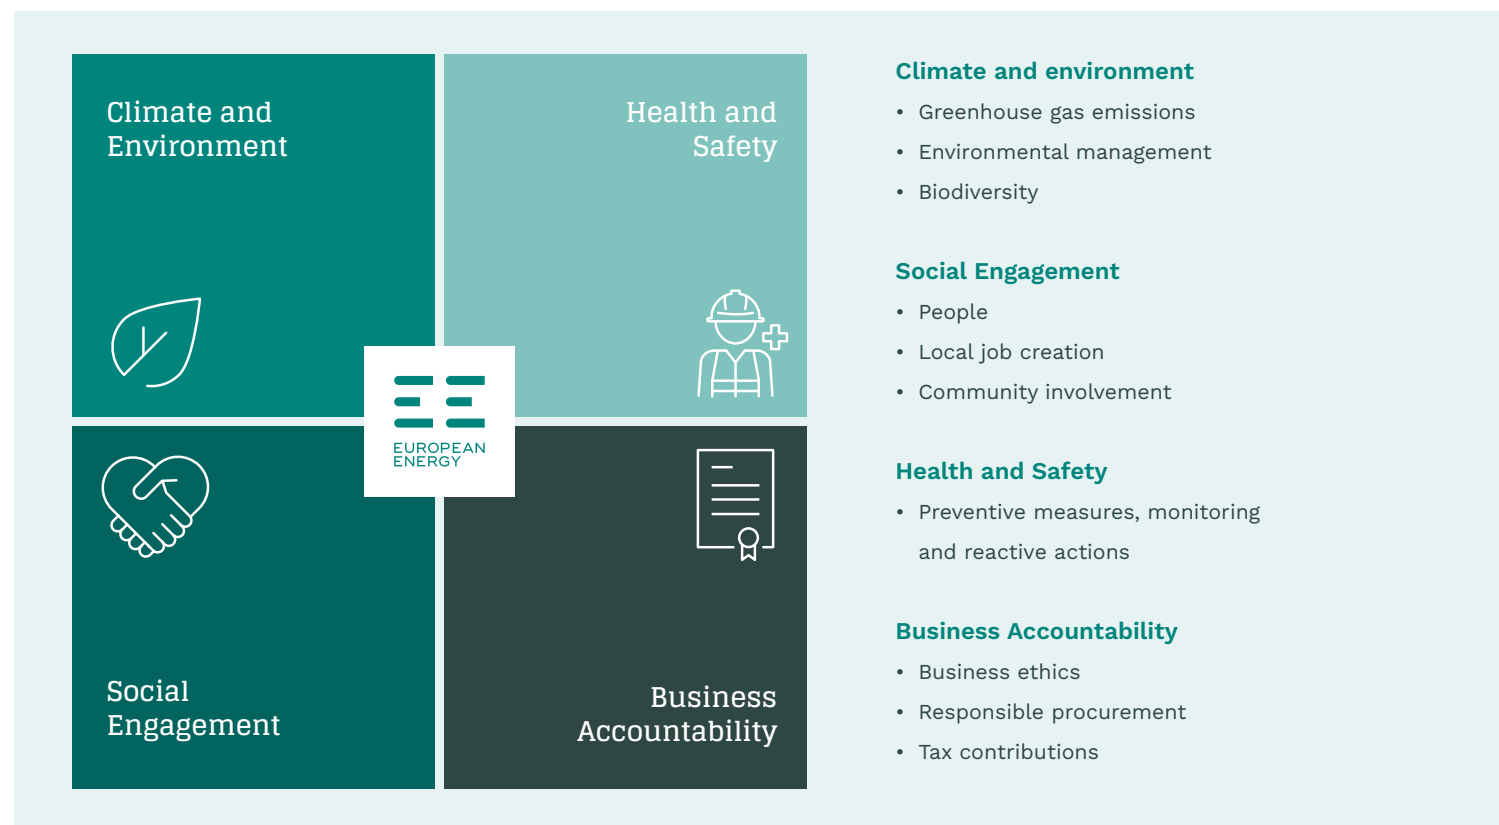 Climate and
Environment
Health and
Safety
EUROPEAN
ENERGY
Social
Engagement
Business
Accountability
Climate and environment
• Greenhouse gas emissions
• Environmental management
• Biodiversity
Social Engagement
• People
• Local job creation
• Community involvement
Health and Safety
• Preventive measures, monitoring
and reactive actions
Business Accountability
• Business ethics
• Responsible procurement
• Tax contributions